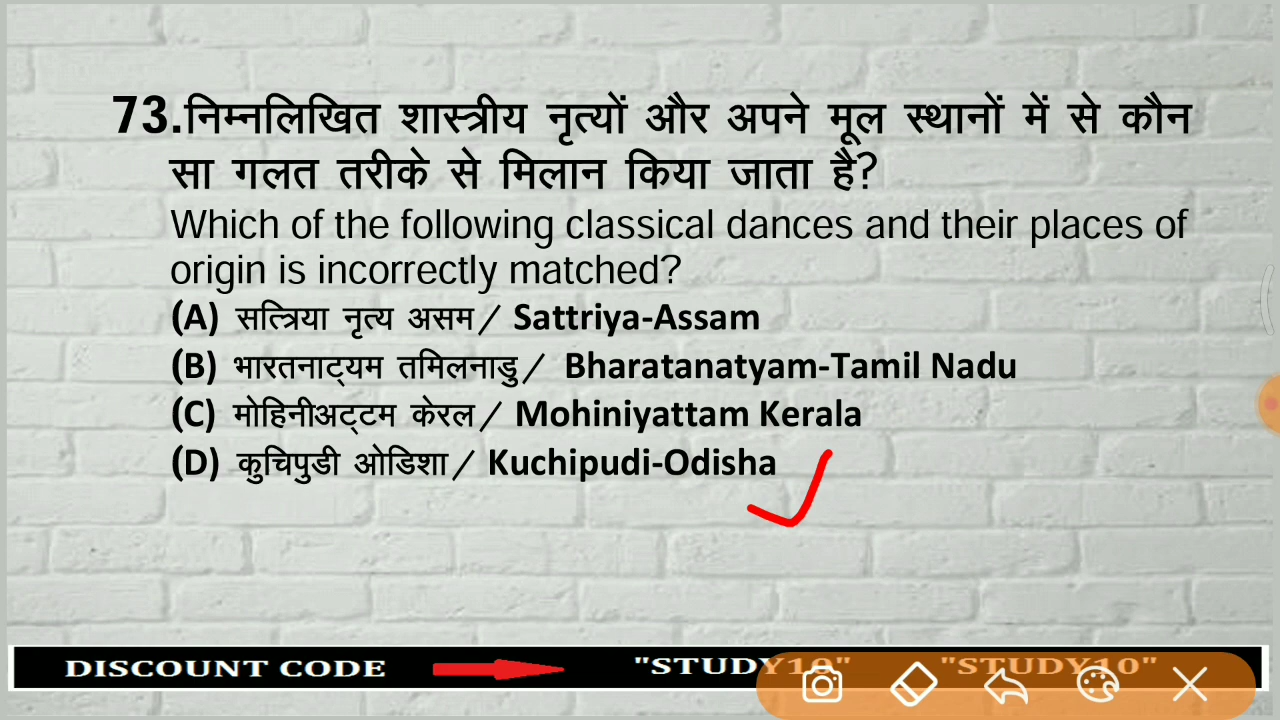 73.निम्नलिखित शास्त्रीय नृत्यों और अपने मूल स्थानों में से कौन
सा गलत तरीके से मिलान किया जाता है?
Which of the following classical dances and their places of
origin is incorrectly matched?
(A) सत्त्रिया नृत्य असम/ Sattriya-Assam
(B) भारतनाट्यम तमिलनाडु/ Bharatanatyam-Tamil Nadu
(C) मोहिनीअट्टम केरल/ Mohiniyattam Kerala
(D) कुचिपुडी ओडिशा/ Kuchipudi-Odisha
DISCOUNT CODE "STUDY10" "STUDY10"